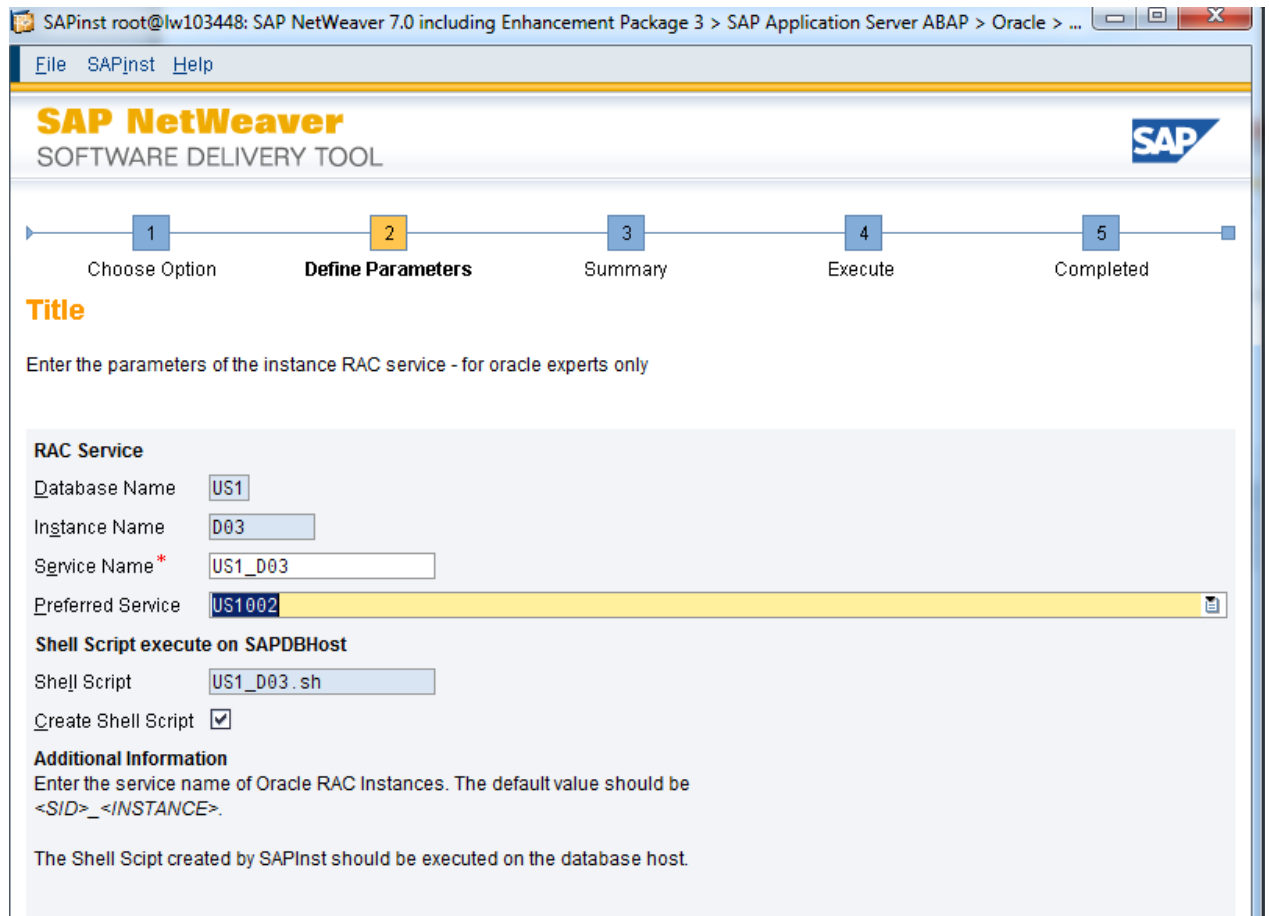 SAPinst root@lw103448: SAP NetWeaver 7.0 including Enhancement Package 3 > SAP Application Server ABAP > Oracle > ...
File SAPinst Help
SAP NetWeaver
SOFTWARE DELIVERY TOOL
SAP
1 2 3 4 5
Choose Option Define Parameters Summary Execute Completed
Title
Enter the parameters of the instance RAC service - for oracle experts only
RAC Service
Database Name US1
Instance Name D03
Service Name* US1_D03
Preferred Service US1002
Shell Script execute on SAPDBHost
Shell Script US1_D03.sh
Create Shell Script
Additional Information
Enter the service name of Oracle RAC Instances. The default value should be
<SID>_<INSTANCE>.
The Shell Scipt created by SAPInst should be executed on the database host.